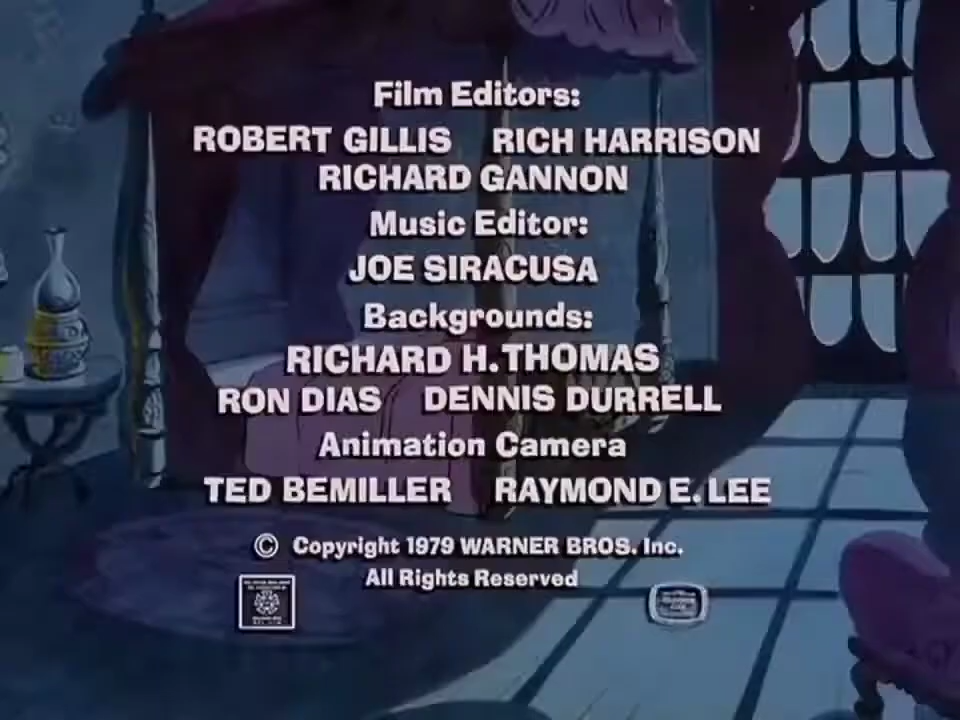 Film Editors:
ROBERT GILLIS RICH HARRISON
RICHARD GANNON
Music Editor:
JOE SIRACUSA
Backgrounds:
RICHARD H. THOMAS
RON DIAS DENNIS DURRELL
Animation Camera
TED BEMILLER RAYMOND E. LEE
© Copyright 1979 WARNER BROS. Inc.
All Rights Reserved